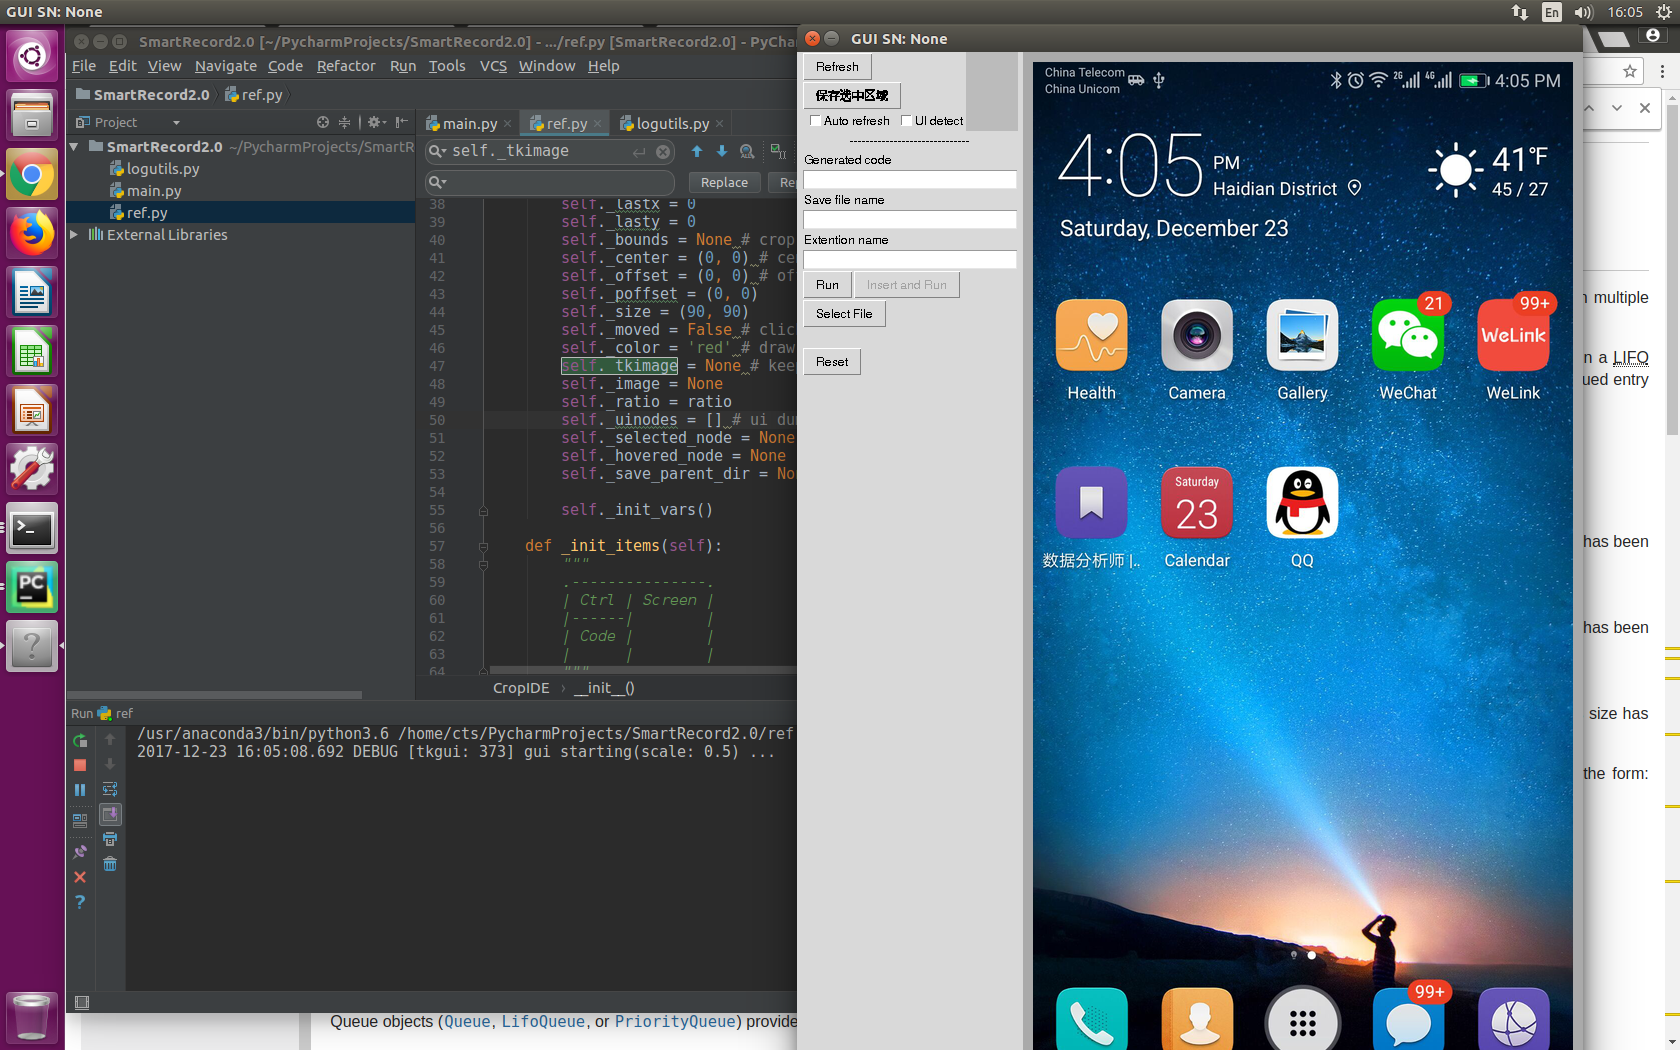 GUI SN: None
En
16:05
SmartRecord2.0 [~/PycharmProjects/SmartRecord2.0] - .../ref.py [SmartRecord2.0] - PyCha
File Edit View Navigate Code Refactor Run Tools VCS Window Help
SmartRecord2.0
ref.py
Project
SmartRecord2.0 ~/PycharmProjects/SmartR
logutils.py
main.py
ref.py
External Libraries
main.py
ref.py
logutils.py
self._tkimage
Replace
Re
38 self._lastx = 0
39 self._lasty = 0
40 self._bounds = None # crop
41 self._center = (0, 0) # ce
42 self._offset = (0, 0) # of
43 self._poffset = (0, 0)
44 self._size = (90, 90)
45 self._moved = False # clic
46 self._color = 'red' # draw
47 self._tkimage = None # kee
48 self._image = None
49 self._ratio = ratio
50 self._uinodes = [] # ui du
51 self._selected_node = None
52 self._hovered_node = None
53 self._save_parent_dir = No
54
55 self._init_vars()
56
57 def _init_items(self):
58 """
59 .---------------.
60 | Ctrl | Screen |
61 |------| |
62 | Code | |
63 | | |
64 """
CropIDE
__init__()
Run ref
/usr/anaconda3/bin/python3.6 /home/cts/PycharmProjects/SmartRecord2.0/ref
2017-12-23 16:05:08.692 DEBUG [tkgui: 373] gui starting(scale: 0.5) ...
Queue objects (Queue, LifoQueue, or PriorityQueue) provide
GUI SN: None
Refresh
保存选中区域
Auto refresh
UI detect
------------------------------
Generated code
Save file name
Extention name
Run
Insert and Run
Select File
Reset
China Telecom
China Unicom
2G
4G
4:05 PM
4:05 PM
Haidian District
Saturday, December 23
41°F
45 / 27
21
99+
WeLink
Health
Camera
Gallery
WeChat
WeLink
Saturday
23
数据分析师 |..
Calendar
QQ
99+
multiple
n a LIFO
ued entry
has been
has been
size has
the form:
PC